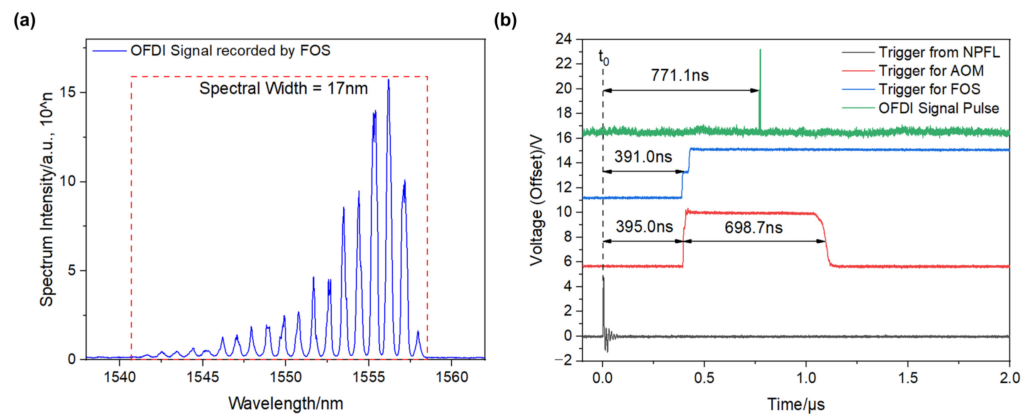 (a)
OFDI Signal recorded by FOS
Spectral Width = 17nm
Spectrum Intensity/a.u., 10^n
15
10
5
0
1540 1545 1550 1555 1560
Wavelength/nm
(b)
t0
Trigger from NPFL
Trigger for AOM
Trigger for FOS
OFDI Signal Pulse
771.1ns
391.0ns
395.0ns 698.7ns
Voltage (Offset)/V
24
22
20
18
16
14
12
10
8
6
4
2
0
−2
0.0 0.5 1.0 1.5 2.0
Time/μs